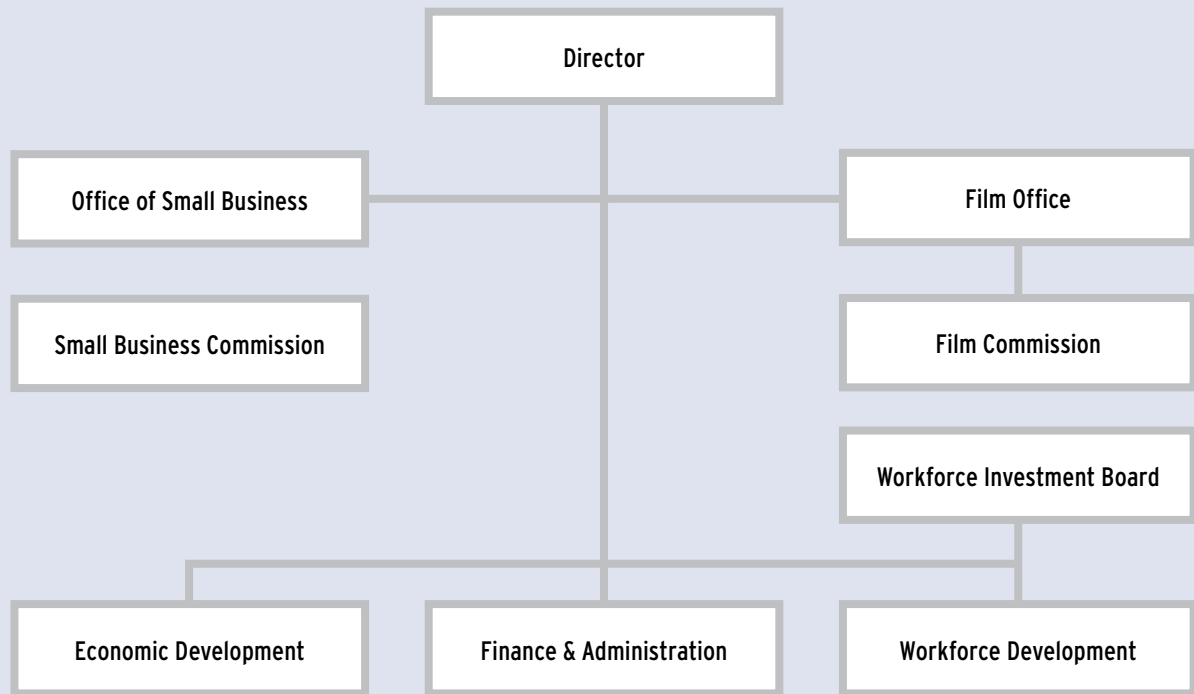 Director
Office of Small Business
Film Office
Small Business Commission
Film Commission
Workforce Investment Board
Economic Development
Finance & Administration
Workforce Development